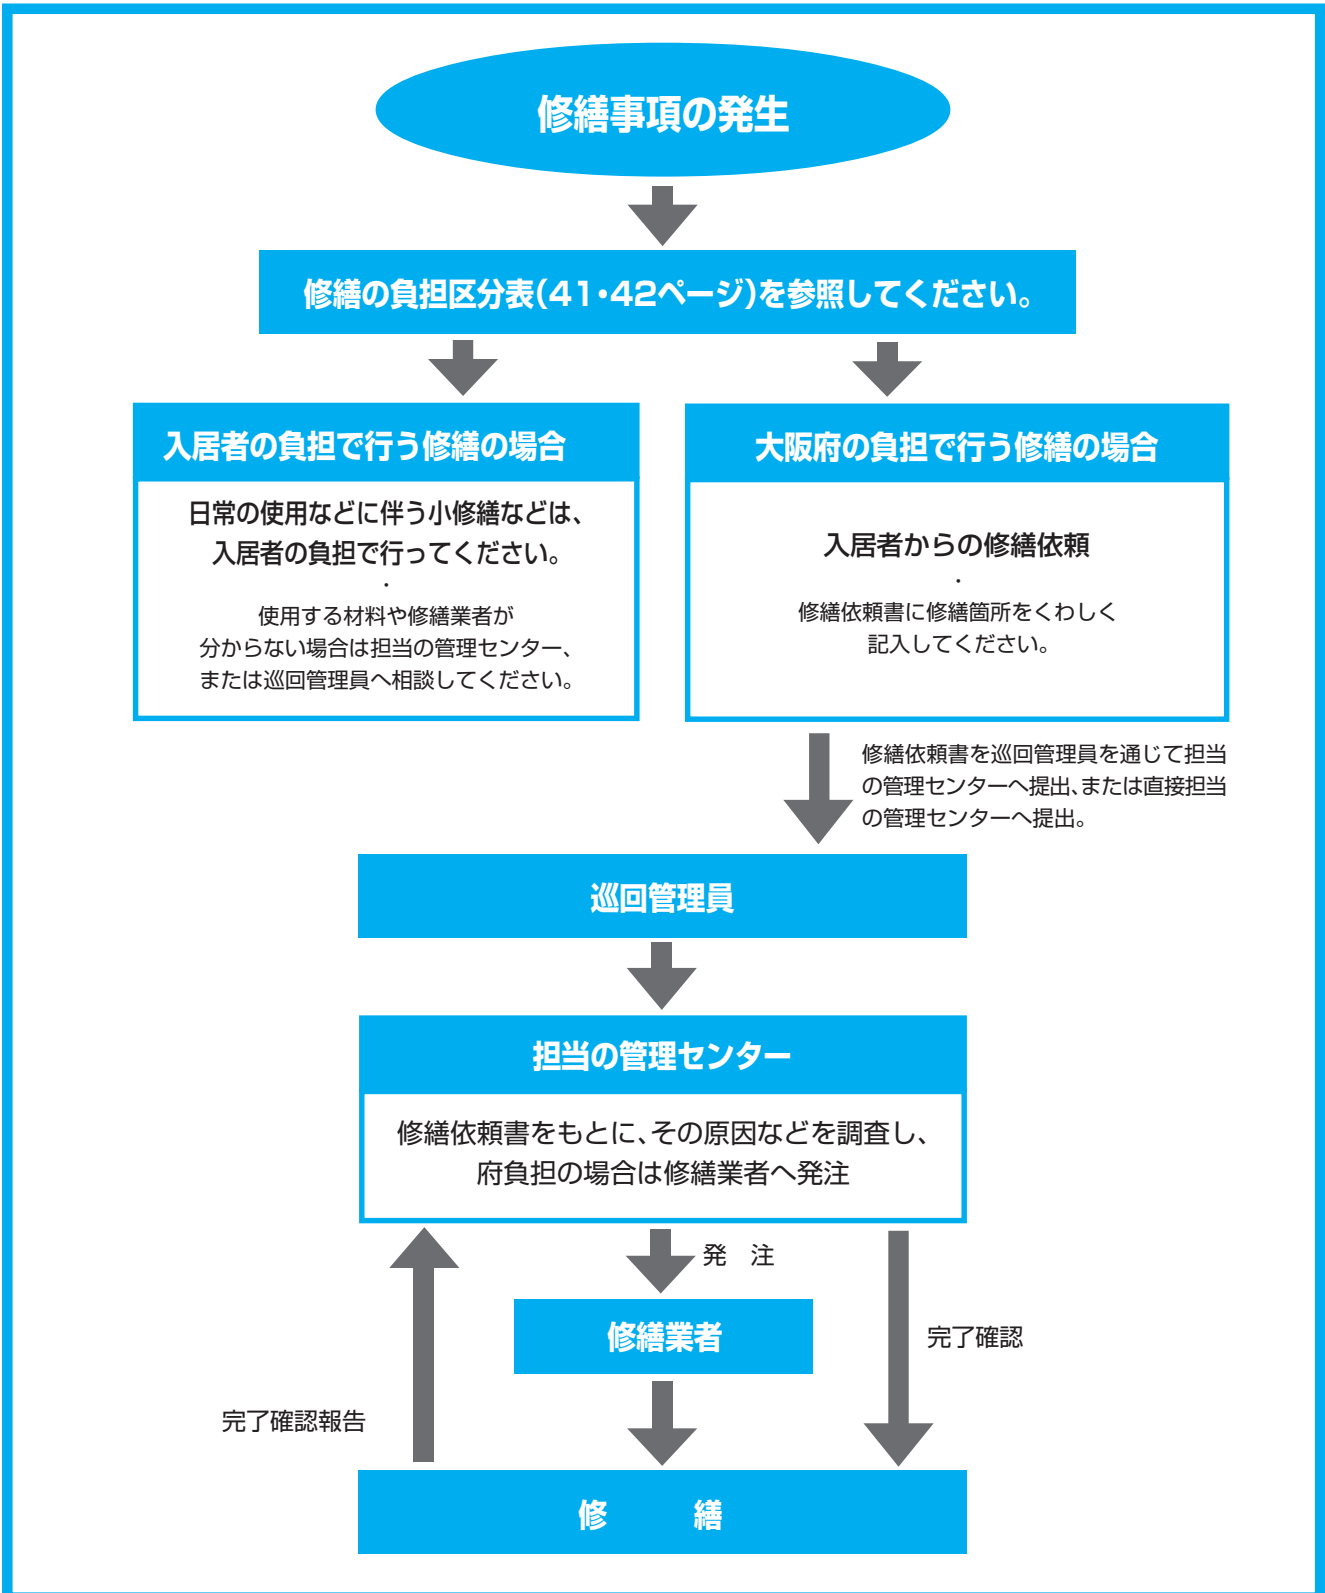 修繕事項の発生
修繕の負担区分表(41・42ページ)を参照してください。
入居者の負担で行う修繕の場合
日常の使用などに伴う小修繕などは、
入居者の負担で行ってください。
・
使用する材料や修繕業者が
分からない場合は担当の管理センター、
または巡回管理員へ相談してください。
大阪府の負担で行う修繕の場合
入居者からの修繕依頼
・
修繕依頼書に修繕箇所をくわしく
記入してください。
修繕依頼書を巡回管理員を通じて担当
の管理センターへ提出、または直接担当
の管理センターへ提出。
巡回管理員
担当の管理センター
修繕依頼書をもとに、その原因などを調査し、
府負担の場合は修繕業者へ発注
発　注
修繕業者
完了確認
完了確認報告
修　　繕